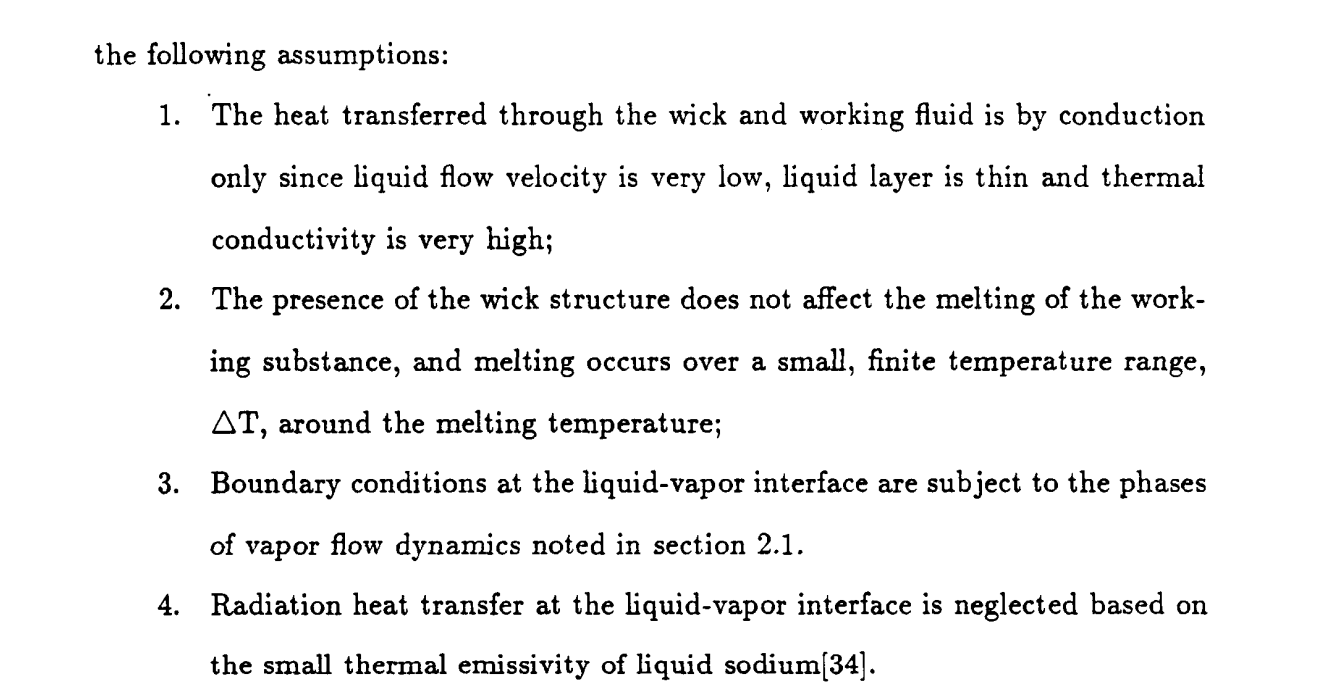 the following assumptions:
1. The heat transferred through the wick and working fluid is by conduction
only since liquid flow velocity is very low, liquid layer is thin and thermal
conductivity is very high;
2. The presence of the wick structure does not affect the melting of the work-
ing substance, and melting occurs over a small, finite temperature range,
△T, around the melting temperature;
3. Boundary conditions at the liquid-vapor interface are subject to the phases
of vapor flow dynamics noted in section 2.1.
4. Radiation heat transfer at the liquid-vapor interface is neglected based on
the small thermal emissivity of liquid sodium[34].